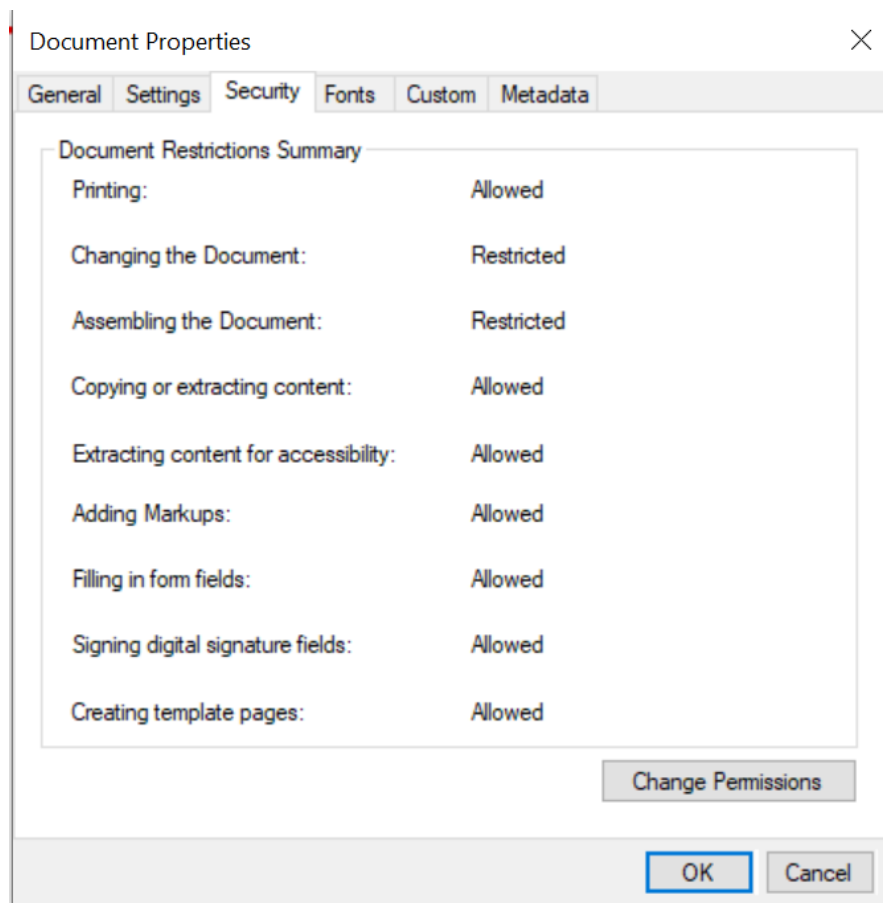 Document Properties
General Settings Security Fonts Custom Metadata
Document Restrictions Summary
Printing: Allowed
Changing the Document: Restricted
Assembling the Document: Restricted
Copying or extracting content: Allowed
Extracting content for accessibility: Allowed
Adding Markups: Allowed
Filling in form fields: Allowed
Signing digital signature fields: Allowed
Creating template pages: Allowed
Change Permissions
OK Cancel